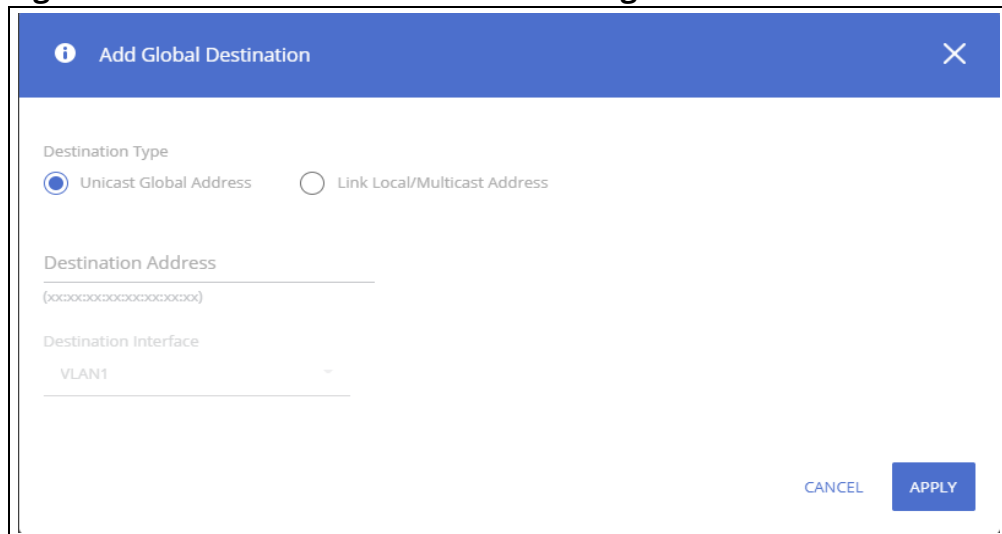 Add Global Destination
Destination Type
Unicast Global Address Link Local/Multicast Address
Destination Address
(xx:xx:xx:xx:xx:xx:xx:xx)
Destination Interface
VLAN1
CANCEL APPLY